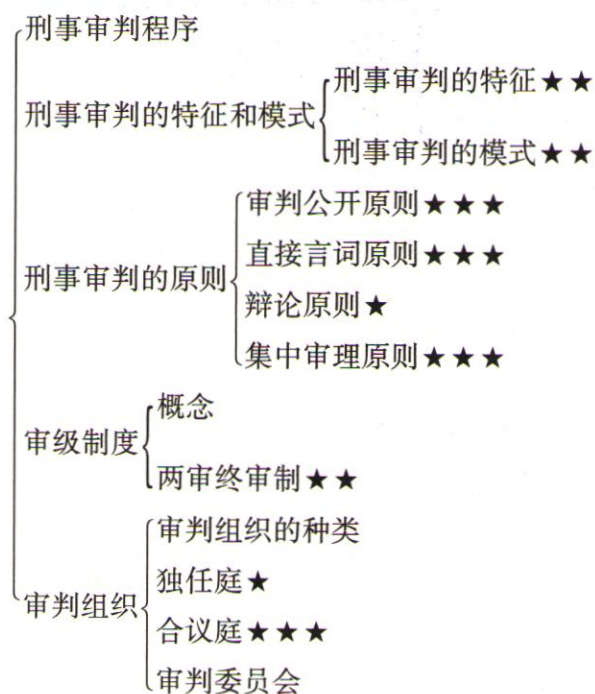 刑事审判程序
刑事审判的特征和模式
刑事审判的特征★★
刑事审判的模式★★
刑事审判的原则
审判公开原则★★★
直接言词原则★★★
辩论原则★
集中审理原则★★★
审级制度
概念
两审终审制★★
审判组织
审判组织的种类
独任庭★
合议庭★★★
审判委员会